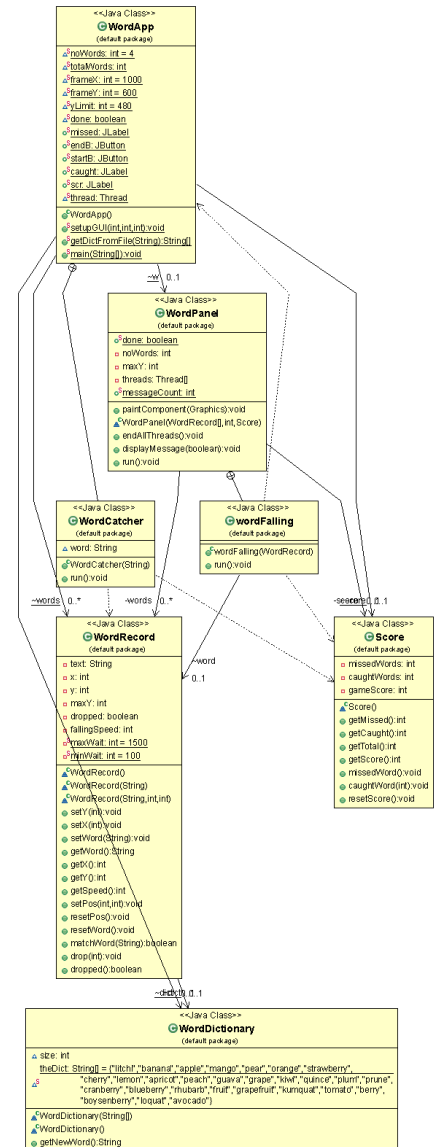 <<Java Class>>
WordApp
(default package)
noWords: int = 4
totalWords: int
frameX: int = 1000
frameY: int = 600
yLimit: int = 480
done: boolean
missed: JLabel
endB: JButton
startB: JButton
caught: JLabel
scr: JLabel
thread: Thread
WordApp()
setupGUI(int,int,int):void
getDictFromFile(String):String[]
main(String[]):void
~w 0..1
<<Java Class>>
WordPanel
(default package)
done: boolean
noWords: int
maxY: int
threads: Thread[]
messageCount: int
paintComponent(Graphics):void
WordPanel(WordRecord[],int,Score)
endAllThreads():void
displayMessage(boolean):void
run():void
<<Java Class>>
WordCatcher
(default package)
word: String
WordCatcher(String)
run():void
<<Java Class>>
wordFalling
(default package)
wordFalling(WordRecord)
run():void
~words 0..*
-words 0..*
~word
0..1
-score 0..1
<<Java Class>>
WordRecord
(default package)
text: String
x: int
y: int
maxY: int
dropped: boolean
fallingSpeed: int
maxWait: int = 1500
minWait: int = 100
WordRecord()
WordRecord(String)
WordRecord(String,int,int)
setY(int):void
setX(int):void
setWord(String):void
getWord():String
getX():int
getY():int
getSpeed():int
setPos(int,int):void
resetPos():void
resetWord():void
matchWord(String):boolean
drop(int):void
dropped():boolean
<<Java Class>>
Score
(default package)
missedWords: int
caughtWords: int
gameScore: int
Score()
getMissed():int
getCaught():int
getTotal():int
getScore():int
missedWord():void
caughtWord(int):void
resetScore():void
~dict 0..1
<<Java Class>>
WordDictionary
(default package)
size: int
theDict: String[] = {"litchi","banana","apple","mango","pear","orange","strawberry",
"cherry","lemon","apricot","peach","guava","grape","kiwi","quince","plum","prune",
"cranberry","blueberry","rhubarb","fruit","grapefruit","kumquat","tomato","berry",
"boysenberry","loquat","avocado"}
WordDictionary(String[])
WordDictionary()
getNewWord():String